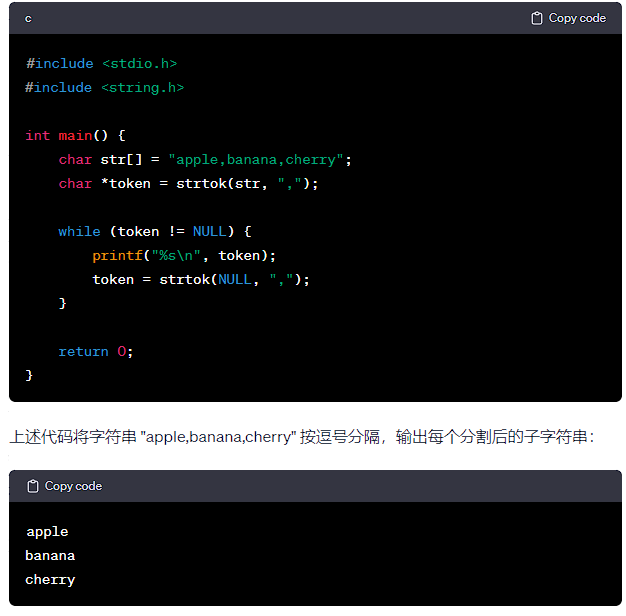 c
Copy code
#include <stdio.h>
#include <string.h>
int main() {
    char str[] = "apple,banana,cherry";
    char *token = strtok(str, ",");
    while (token != NULL) {
        printf("%s\n", token);
        token = strtok(NULL, ",");
    }
    return 0;
}
上述代码将字符串 "apple,banana,cherry" 按逗号分隔，输出每个分割后的子字符串：
Copy code
apple
banana
cherry